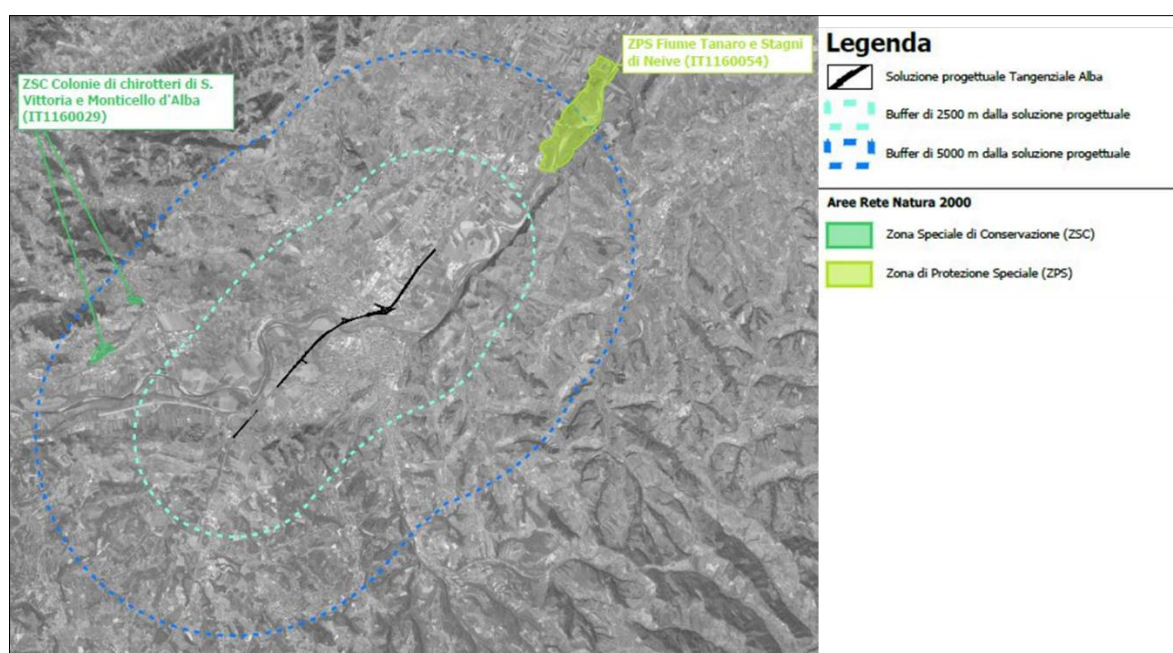 ZSC Colonie di chirotteri di S.
Vittoria e Monticello d'Alba
(IT1160029)
ZPS Fiume Tanaro e Stagni
di Neive (IT1160054)
Legenda
Soluzione progettuale Tangenziale Alba
Buffer di 2500 m dalla soluzione progettuale
Buffer di 5000 m dalla soluzione progettuale
Aree Rete Natura 2000
Zona Speciale di Conservazione (ZSC)
Zona di Protezione Speciale (ZPS)